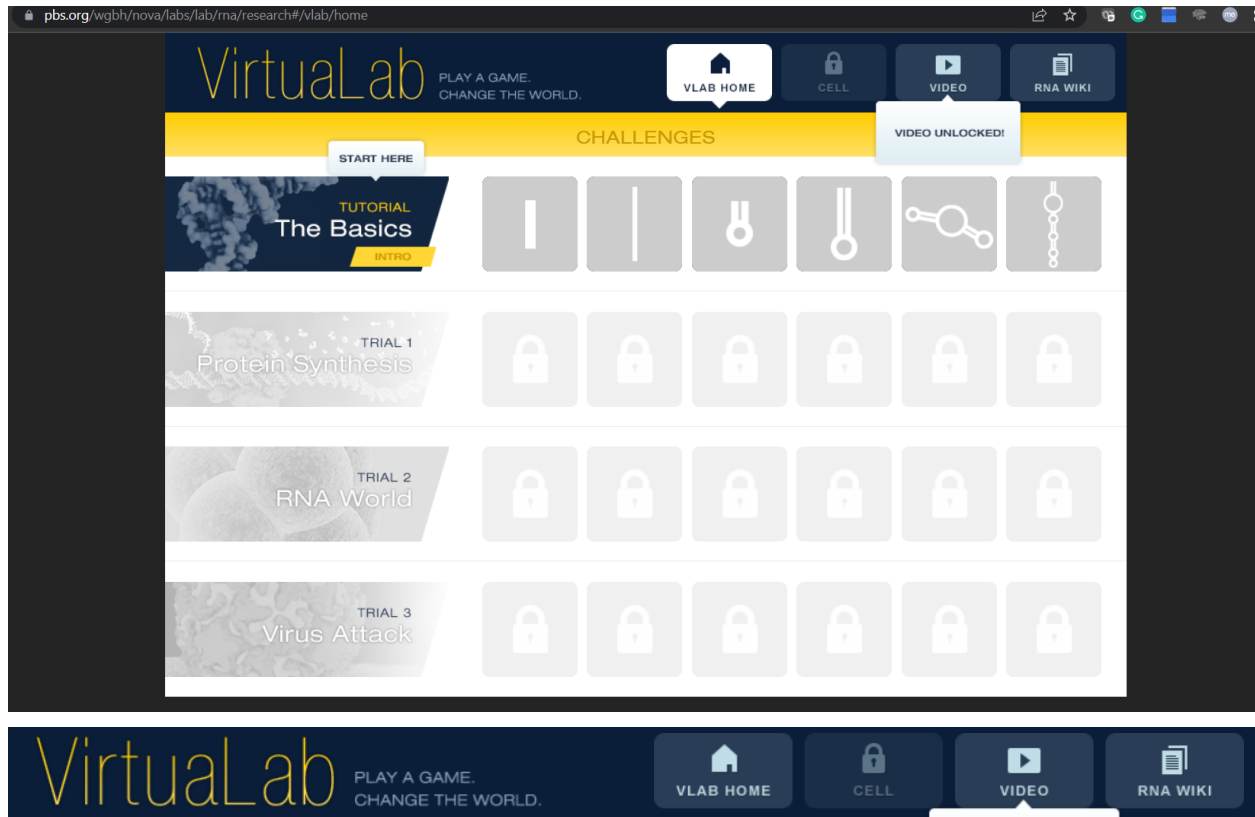 pbs.org/wgbh/nova/labs/lab/rna/research#/vlab/home
VirtuaLab
PLAY A GAME.
CHANGE THE WORLD.
VLAB HOME
CELL
VIDEO
RNA WIKI
CHALLENGES
VIDEO UNLOCKED!
START HERE
TUTORIAL
The Basics
INTRO
TRIAL 1
Protein Synthesis
TRIAL 2
RNA World
TRIAL 3
Virus Attack
VirtuaLab
PLAY A GAME.
CHANGE THE WORLD.
VLAB HOME
CELL
VIDEO
RNA WIKI